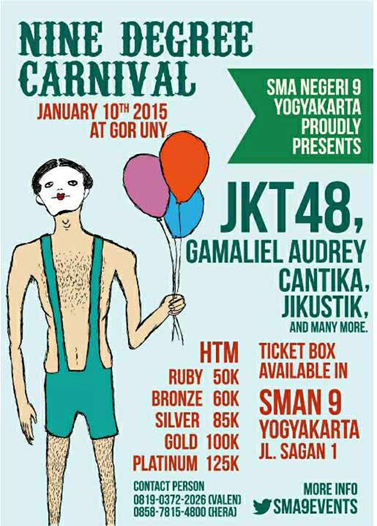 NINE DEGREE
CARNIVAL
JANUARY 10TH 2015
AT GOR UNY
SMA NEGERI 9
YOGYAKARTA
PROUDLY
PRESENTS
JKT48,
GAMALIEL AUDREY
CANTIKA,
JIKUSTIK,
AND MANY MORE.
HTM
RUBY 50K
BRONZE 60K
SILVER 85K
GOLD 100K
PLATINUM 125K
TICKET BOX
AVAILABLE IN
SMAN 9
YOGYAKARTA
JL. SAGAN 1
CONTACT PERSON
0819-0372-2026 (VALEN)
0858-7815-4800 (HERA)
MORE INFO
SMA9EVENTS